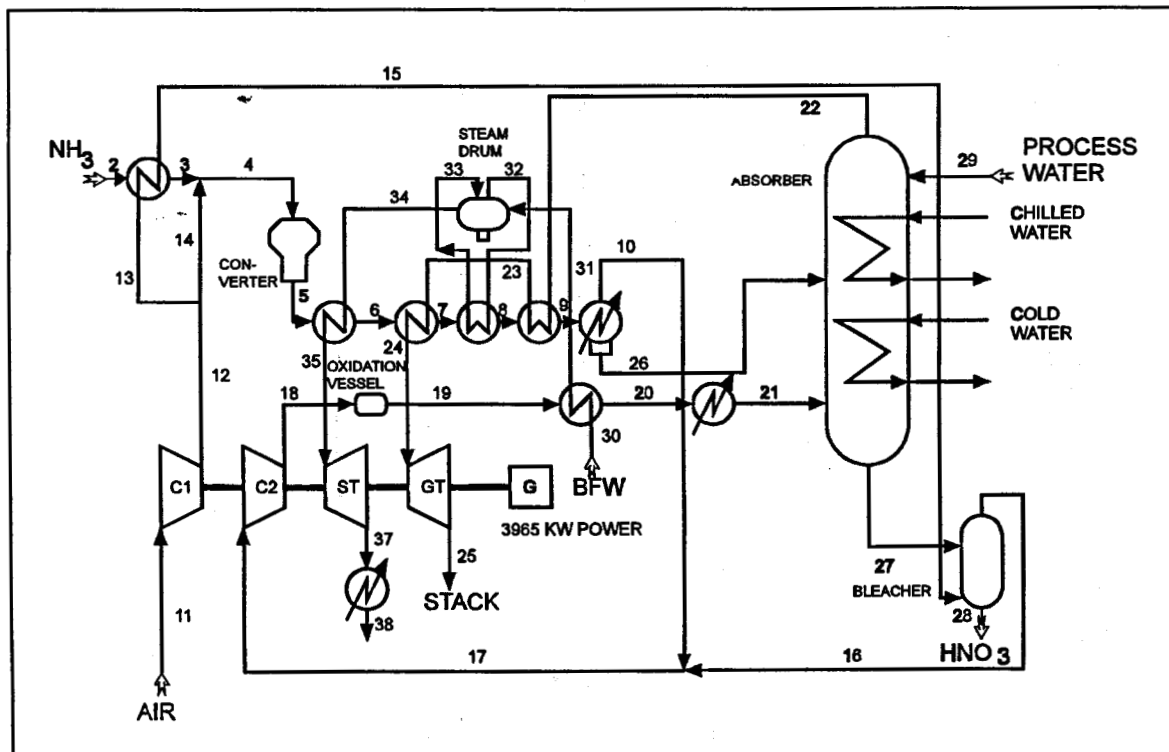 15
22
NH3
2
3
4
STEAM
DRUM
33
32
34
ABSORBER
29
PROCESS
WATER
CHILLED
WATER
14
13
CON-
VERTER
5
6
7
8
9
23
31
10
COLD
WATER
35
24
OXIDATION
VESSEL
26
12
18
19
20
21
30
BFW
C1
C2
ST
GT
G
3965 KW POWER
37
25
STACK
38
27
BLEACHER
28
HNO3
11
17
16
AIR